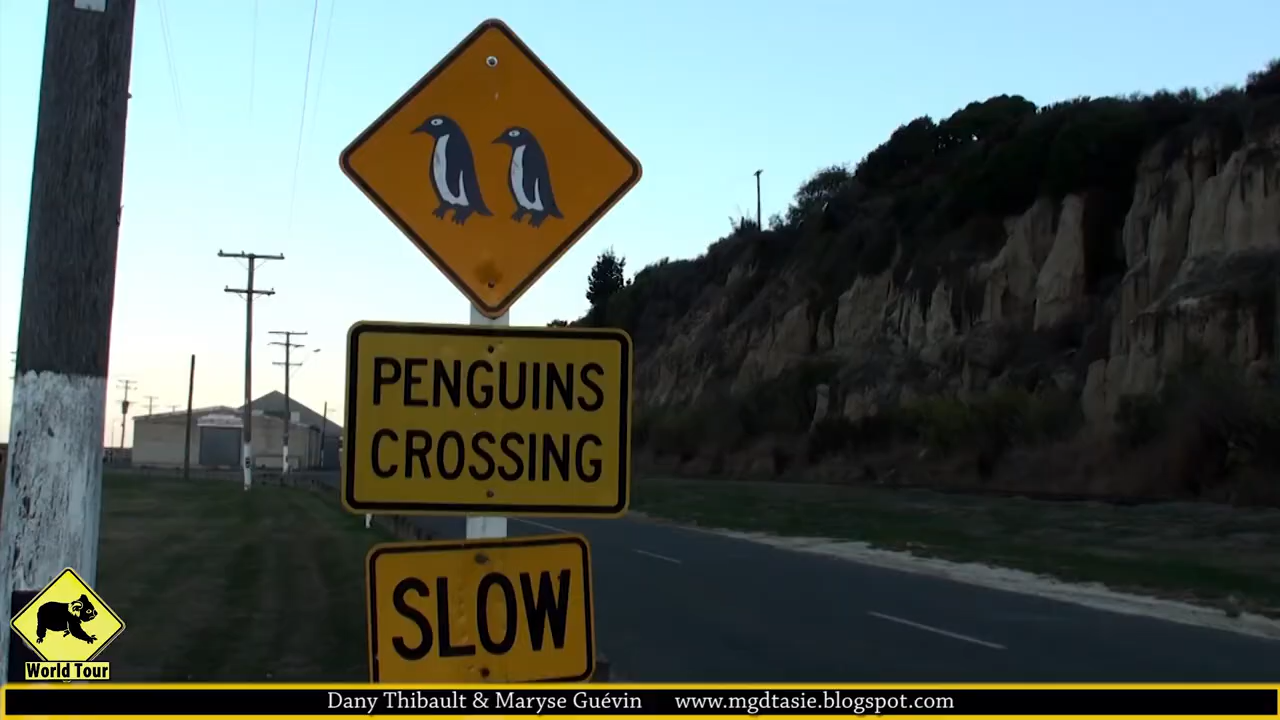 PENGUINS
CROSSING
SLOW
World Tour
Dany Thibault & Maryse Guévin www.mgdtasie.blogspot.com